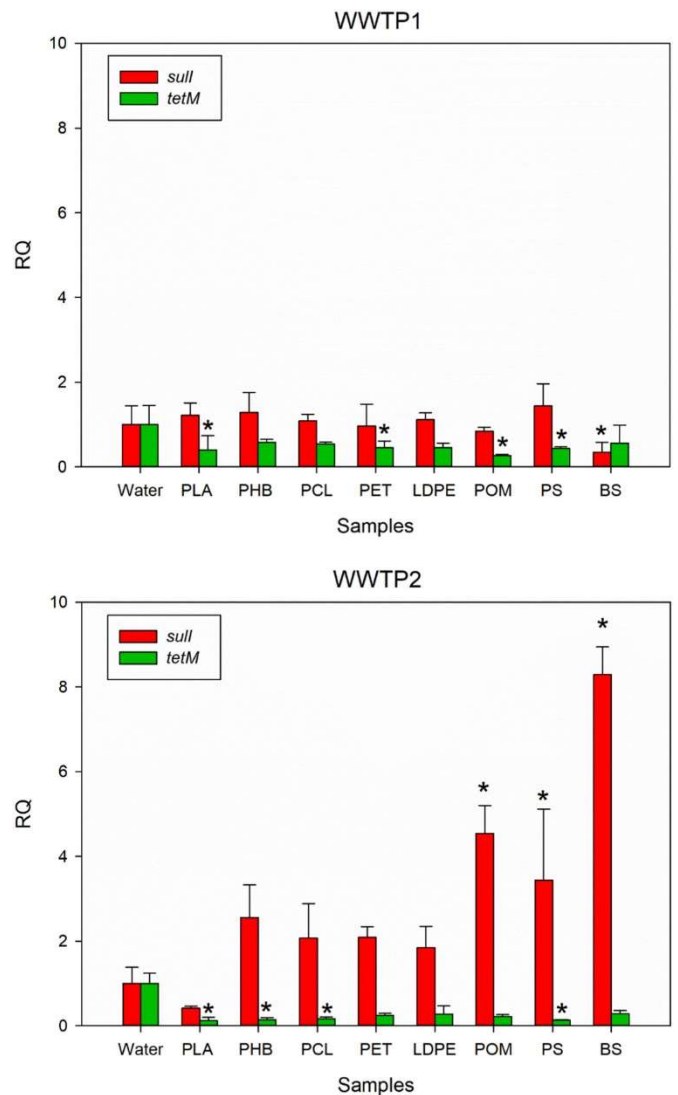 WWTP1
10
8
6
4
2
0
RQ
sulI
tetM
* * * * *
Water PLA PHB PCL PET LDPE POM PS BS
Samples
WWTP2
10
8
6
4
2
0
RQ
sulI
tetM
*
* *
* * * *
Water PLA PHB PCL PET LDPE POM PS BS
Samples